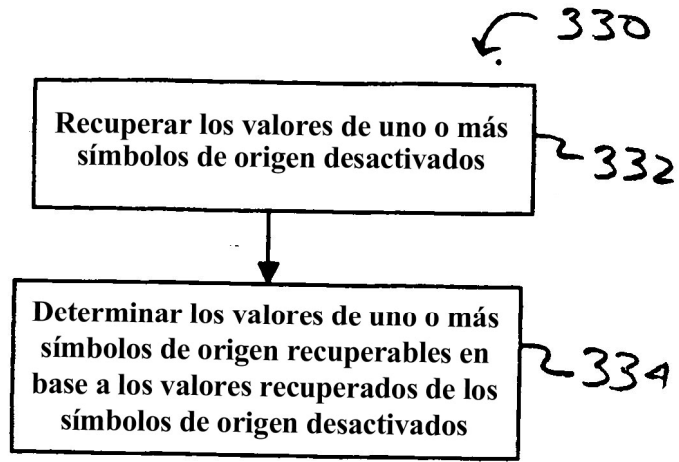 330
Recuperar los valores de uno o más
símbolos de origen desactivados
332
Determinar los valores de uno o más
símbolos de origen recuperables en
base a los valores recuperados de los
símbolos de origen desactivados
334